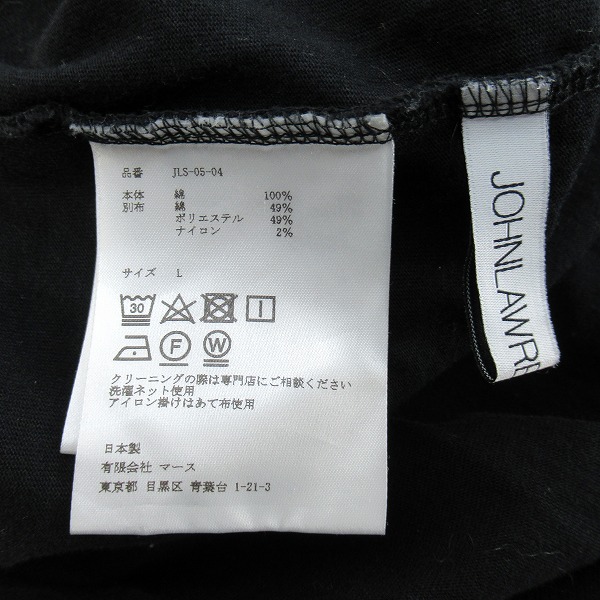 品番 JLS-05-04
本体 綿 100%
別布 綿 49%
ポリエステル 49%
ナイロン 2%
サイズ L
30
F W
クリーニングの際は専門店にご相談ください
洗濯ネット使用
アイロン掛けはあて布使用
日本製
有限会社 マース
東京都 目黒区 青葉台 1-21-3
JOHNLAWRE